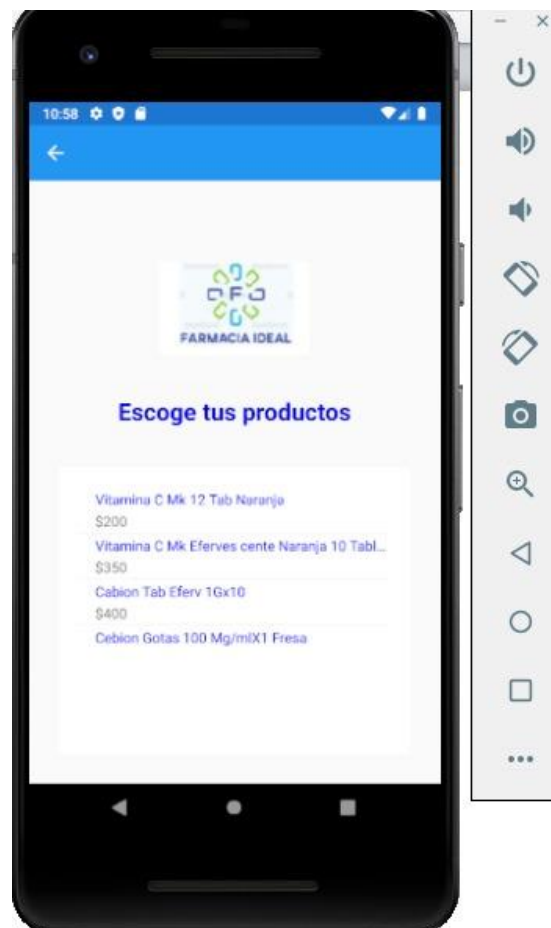 10:58
DFD
FARMACIA IDEAL
Escoge tus productos
Vitamina C Mk 12 Tab Naranja
$200
Vitamina C Mk Eferves cente Naranja 10 Tabl...
$350
Cabion Tab Eferv 1Gx10
$400
Cebion Gotas 100 Mg/mlX1 Fresa